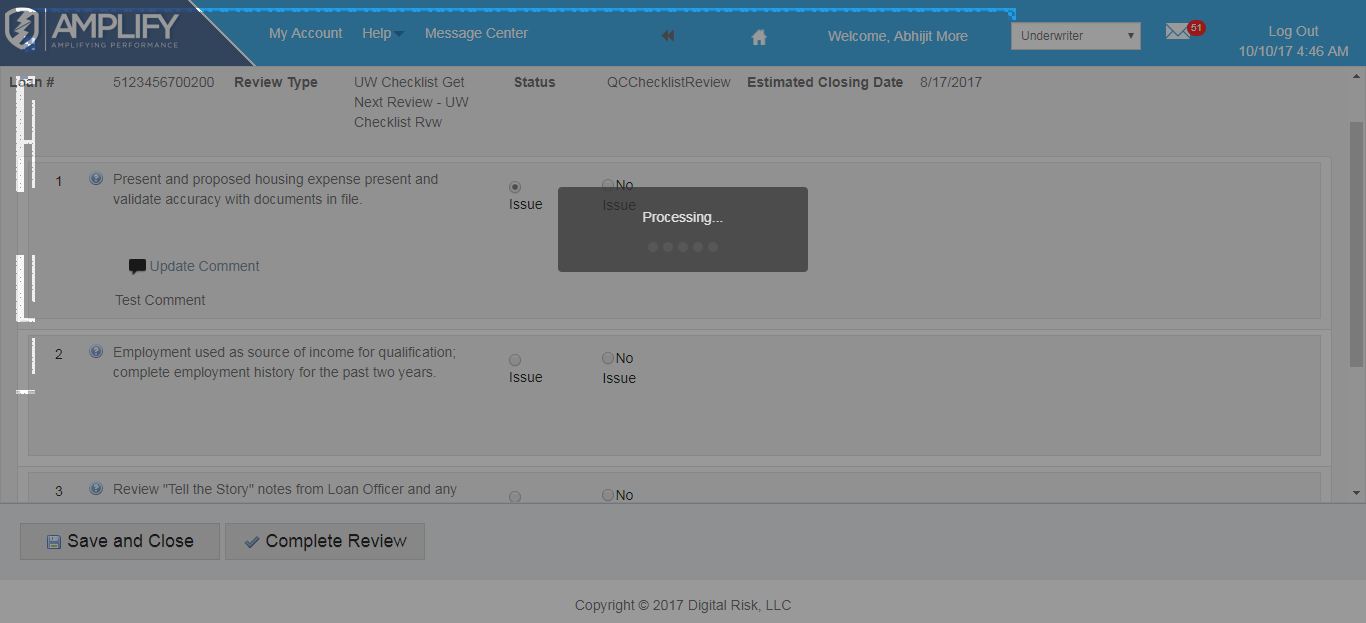 AMPLIFY
AMPLIFYING PERFORMANCE
My Account Help Message Center Welcome, Abhijit More Underwriter 51 Log Out
10/10/17 4:46 AM
Loan # 5123456700200 Review Type UW Checklist Get Status QCChecklistReview Estimated Closing Date 8/17/2017
Next Review - UW
Checklist Rvw
1 Present and proposed housing expense present and No
validate accuracy with documents in file. Issue Issue
Processing...
Update Comment
Test Comment
2 Employment used as source of income for qualification; No
complete employment history for the past two years. Issue Issue
3 Review "Tell the Story" notes from Loan Officer and any No
Save and Close Complete Review
Copyright © 2017 Digital Risk, LLC